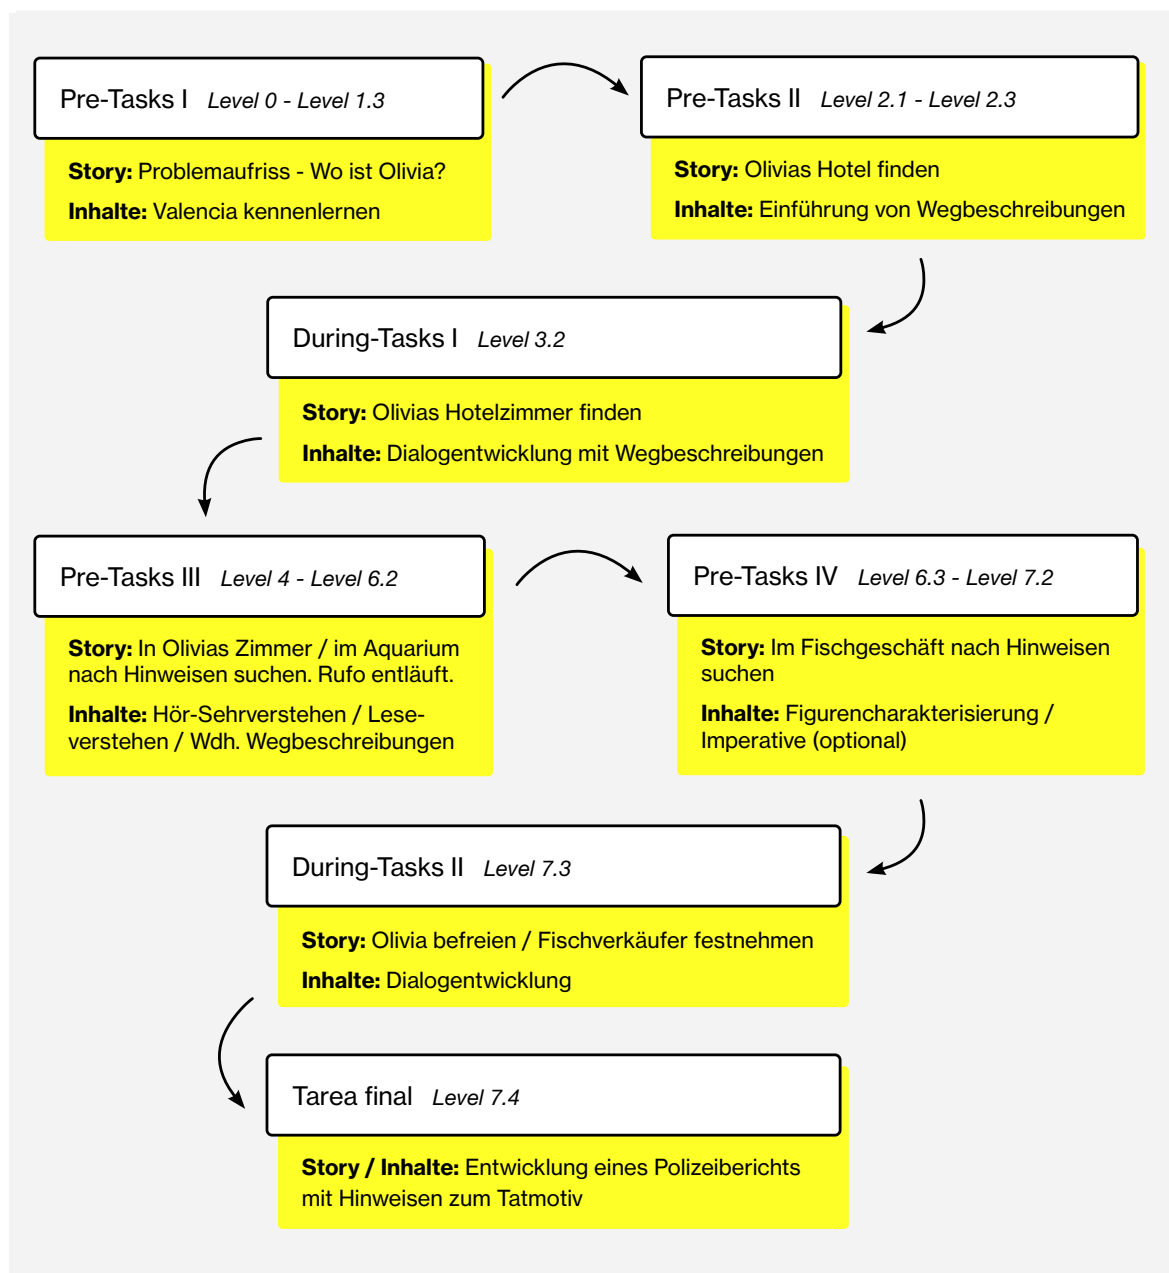 Pre-Tasks I Level 0 - Level 1.3
Story: Problemaufriss - Wo ist Olivia?
Inhalte: Valencia kennenlernen
Pre-Tasks II Level 2.1 - Level 2.3
Story: Olivias Hotel finden
Inhalte: Einführung von Wegbeschreibungen
During-Tasks I Level 3.2
Story: Olivias Hotelzimmer finden
Inhalte: Dialogentwicklung mit Wegbeschreibungen
Pre-Tasks III Level 4 - Level 6.2
Story: In Olivias Zimmer / im Aquarium
nach Hinweisen suchen. Rufo entläuft.
Inhalte: Hör-Sehrverstehen / Lese-
verstehen / Wdh. Wegbeschreibungen
Pre-Tasks IV Level 6.3 - Level 7.2
Story: Im Fischgeschäft nach Hinweisen
suchen
Inhalte: Figurencharakterisierung /
Imperative (optional)
During-Tasks II Level 7.3
Story: Olivia befreien / Fischverkäufer festnehmen
Inhalte: Dialogentwicklung
Tarea final Level 7.4
Story / Inhalte: Entwicklung eines Polizeiberichts
mit Hinweisen zum Tatmotiv